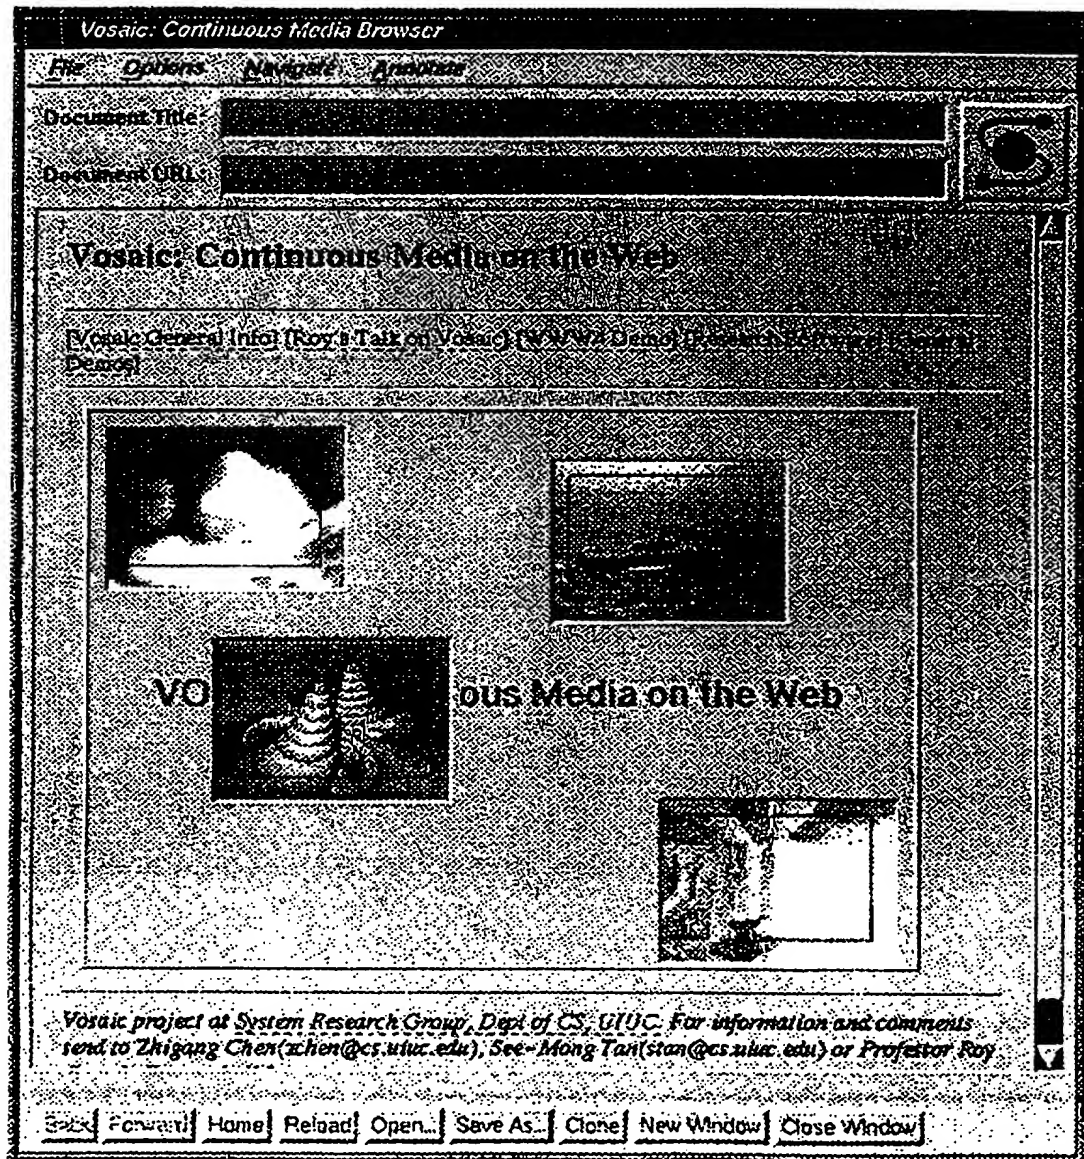 Vosaic: Continuous Media Browser
File Options Navigate Annotate
Document Title:
Document URL:
Vosaic: Continuous Media on the Web
[Vosaic General Info] [Roy's Talk on Vosaic] [WWW4 Demo] [Research Software] [General
Demos]
VO ous Media on the Web
Vosaic project at System Research Group, Dept of CS, UIUC. For information and comments
send to Zhigang Chen(zchen@cs.uiuc.edu), See-Mong Tan(stan@cs.uiuc.edu) or Professor Roy
Back Forward Home Reload Open... Save As... Clone New Window Close Window